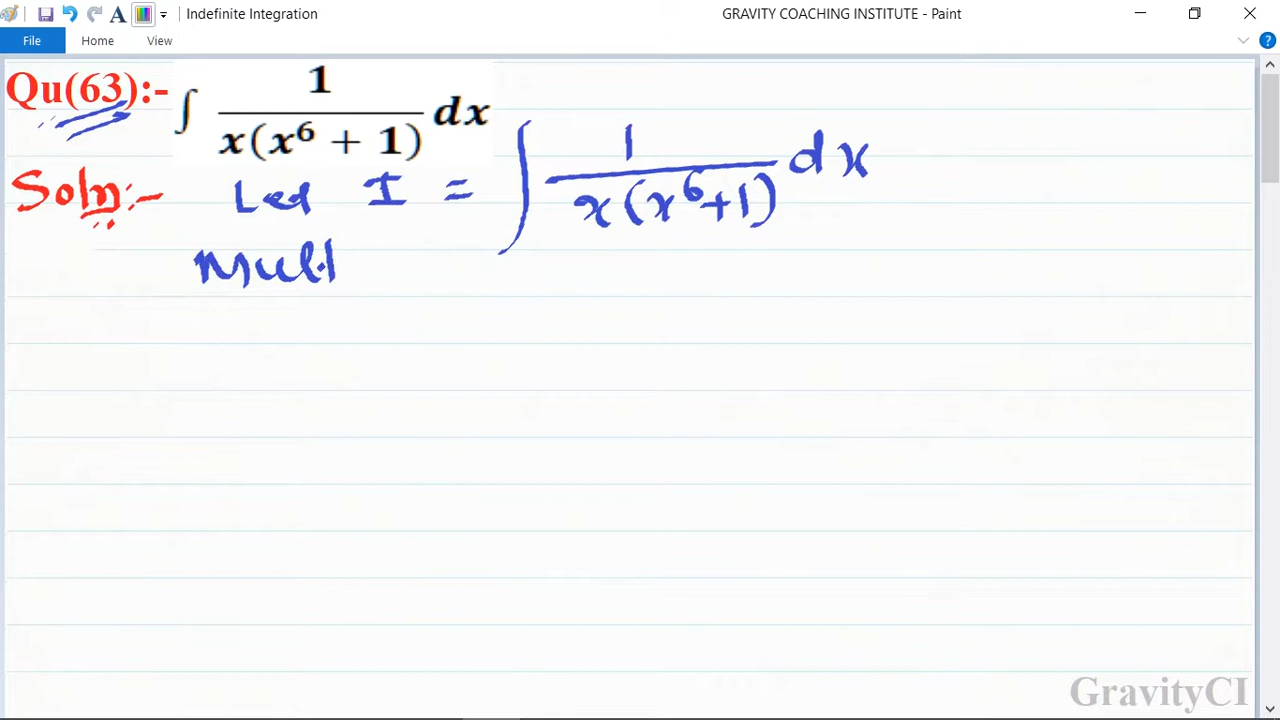 Indefinite Integration
GRAVITY COACHING INSTITUTE - Paint
File Home View
Qu(63):- ∫ 1/(x(x⁶ + 1)) dx
Soln:- Let I = ∫ 1/(x(x⁶+1)) dx
Mult
GravityCI